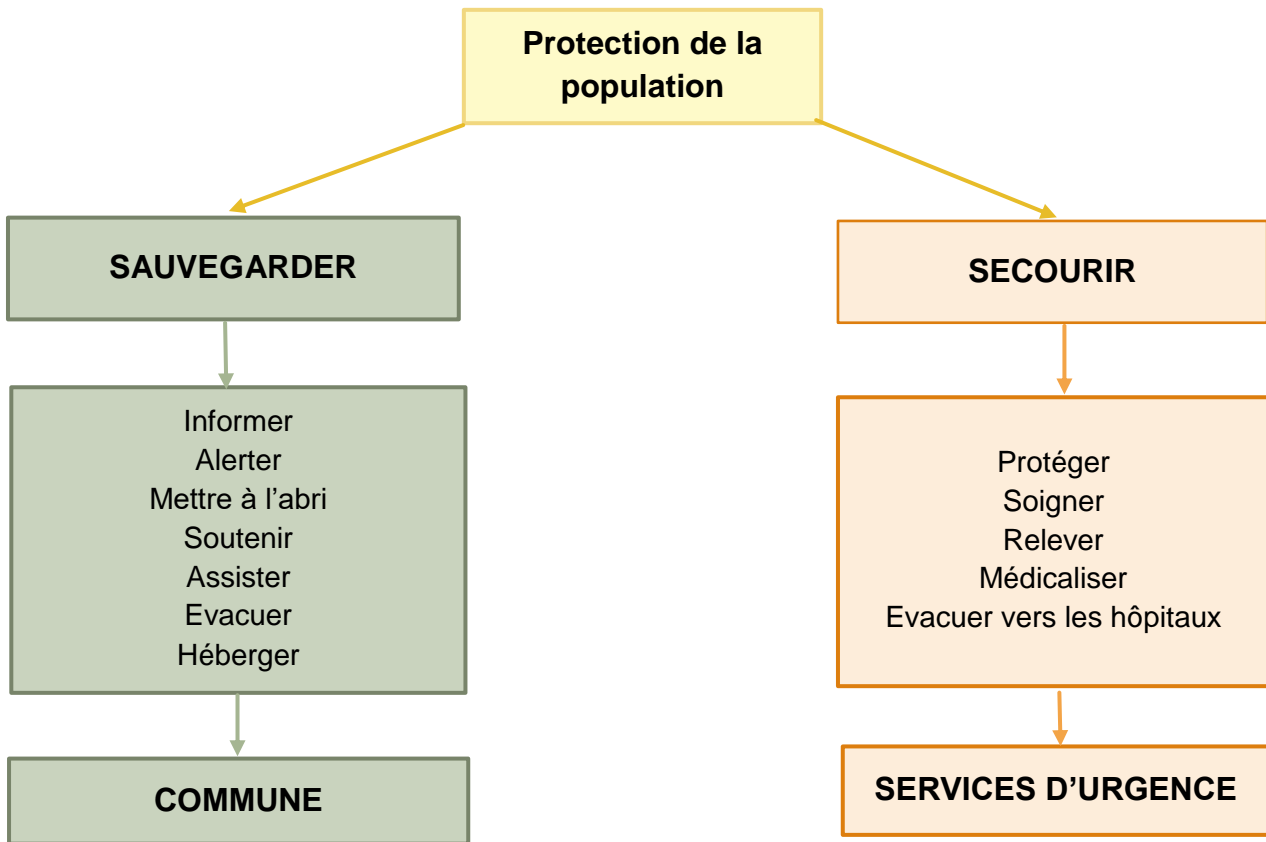 Protection de la
population
SAUVEGARDER
Informer
Alerter
Mettre à l’abri
Soutenir
Assister
Evacuer
Héberger
COMMUNE
SECOURIR
Protéger
Soigner
Relever
Médicaliser
Evacuer vers les hôpitaux
SERVICES D’URGENCE